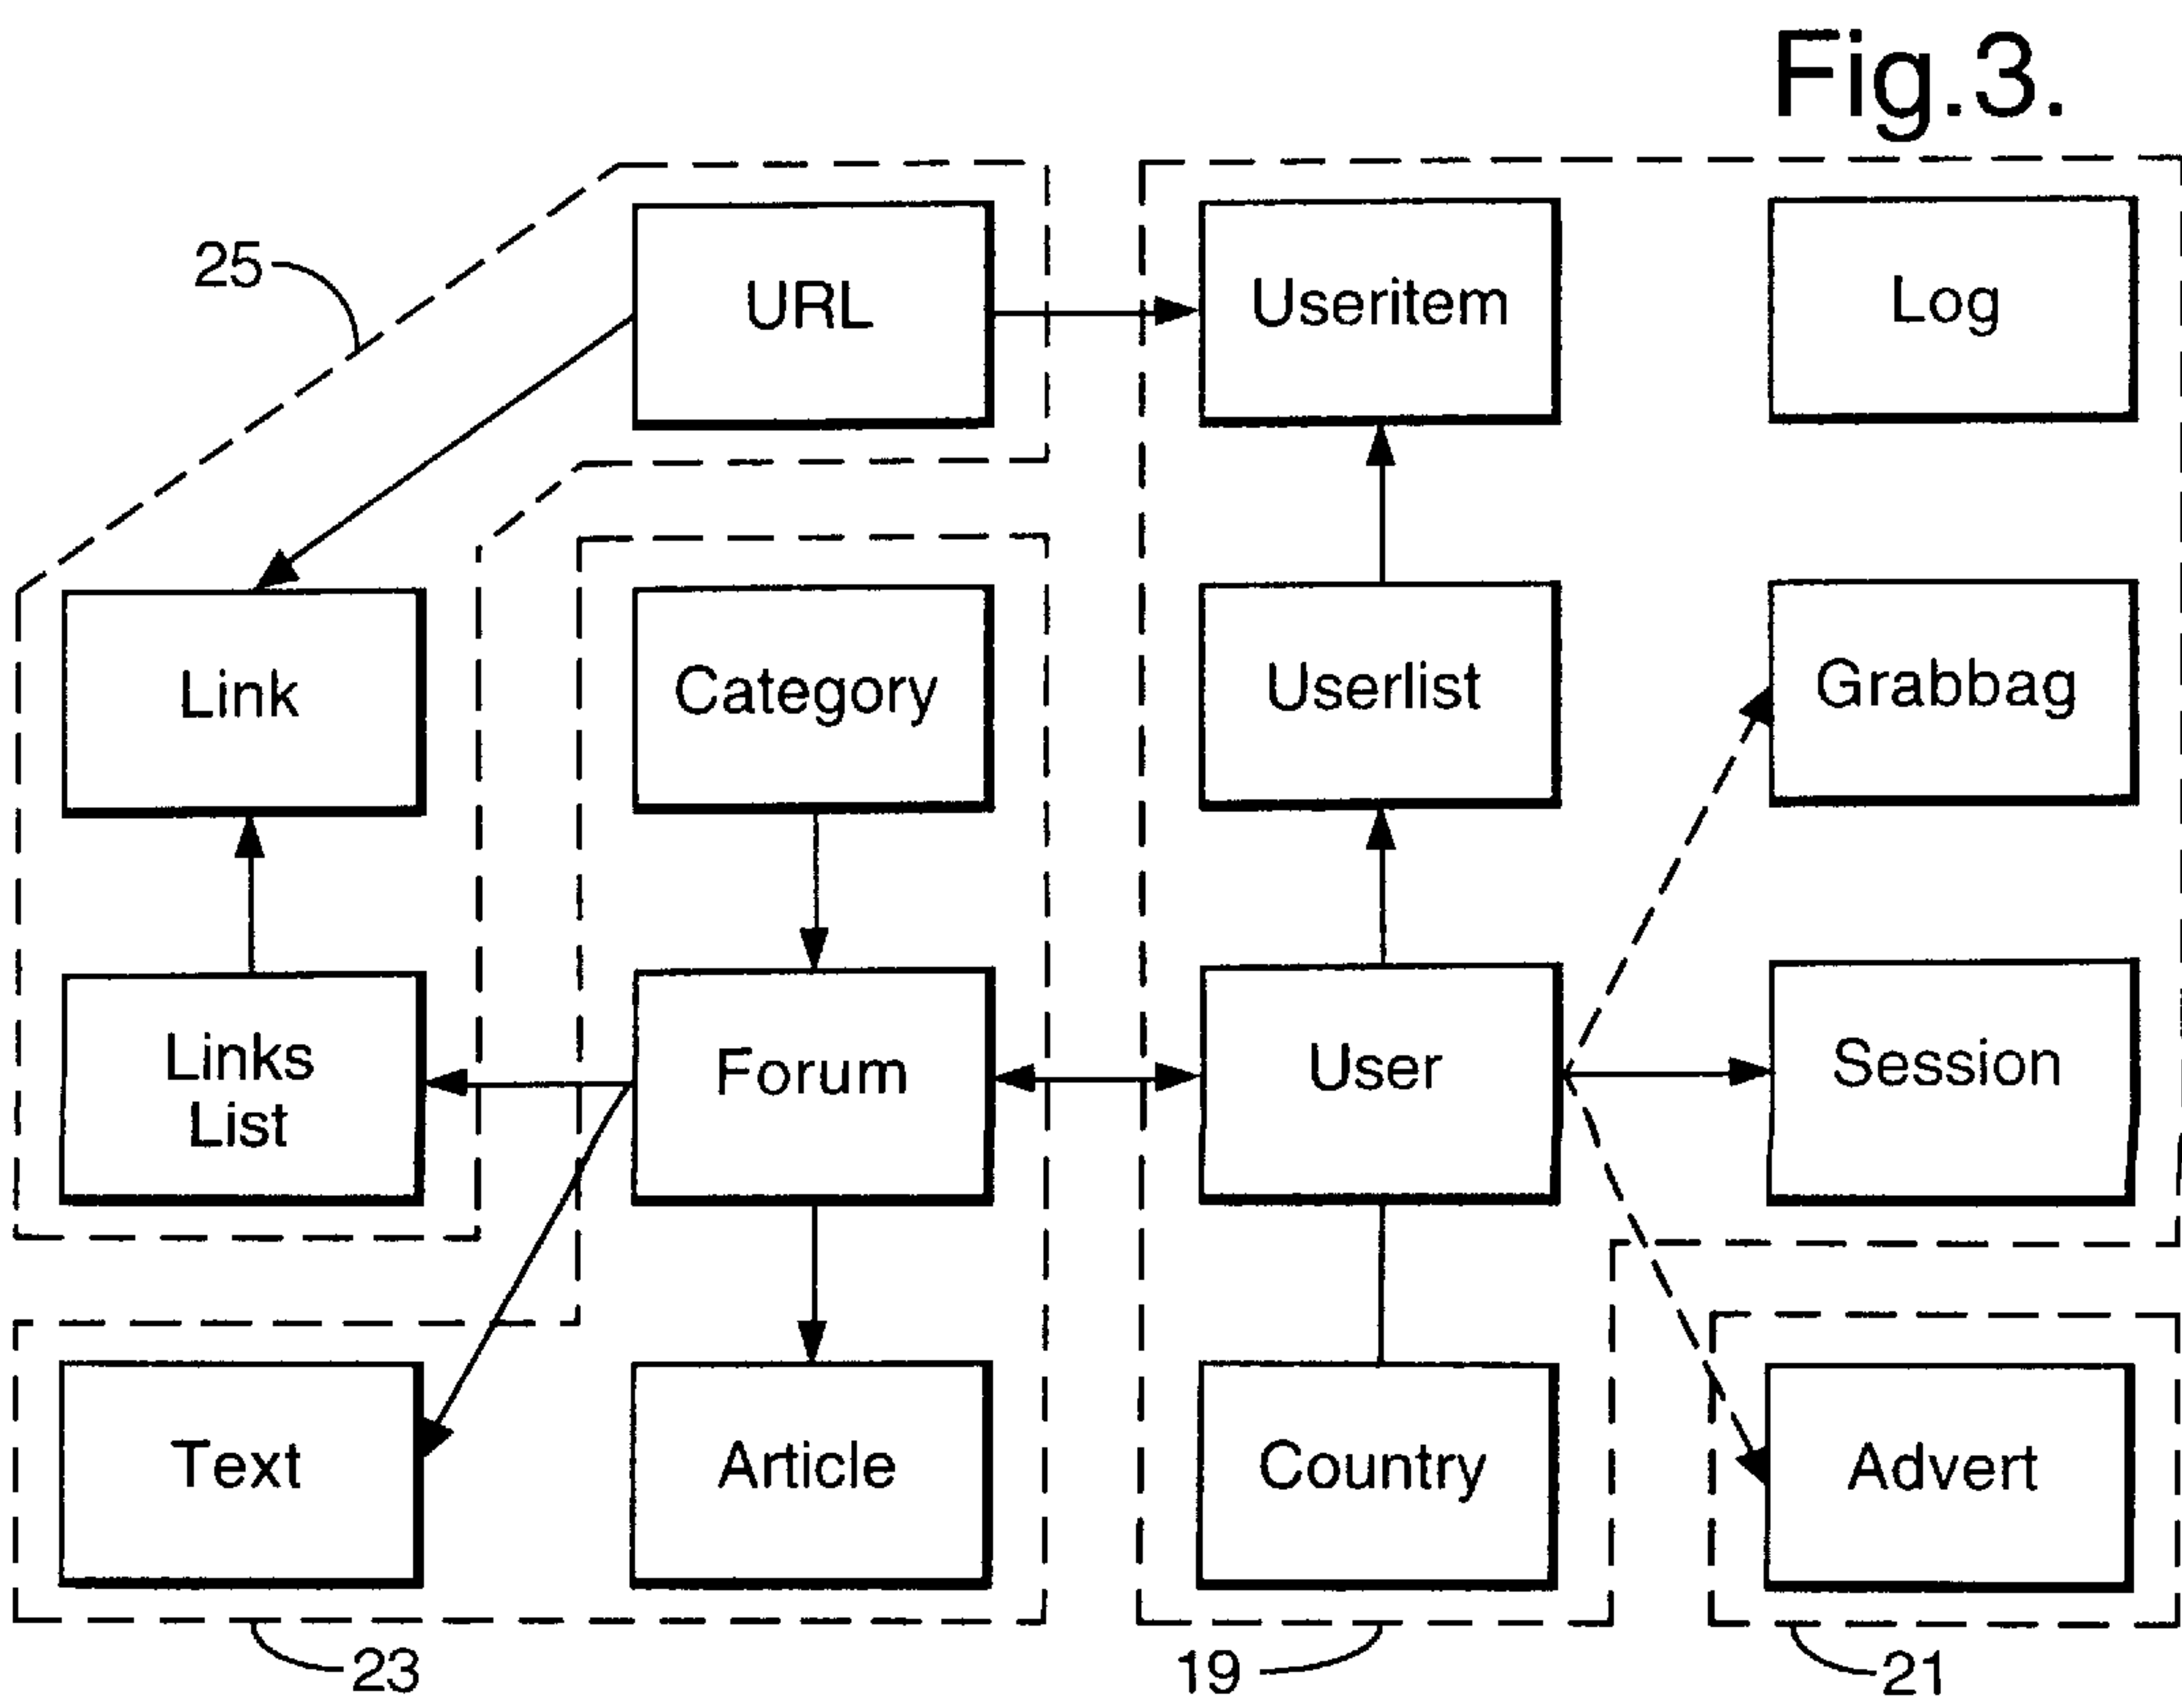 Fig.3.
25
URL
Useritem
Log
Link
Category
Userlist
Grabbag
Links
List
Forum
User
Session
Text
Article
Country
Advert
23
19
21